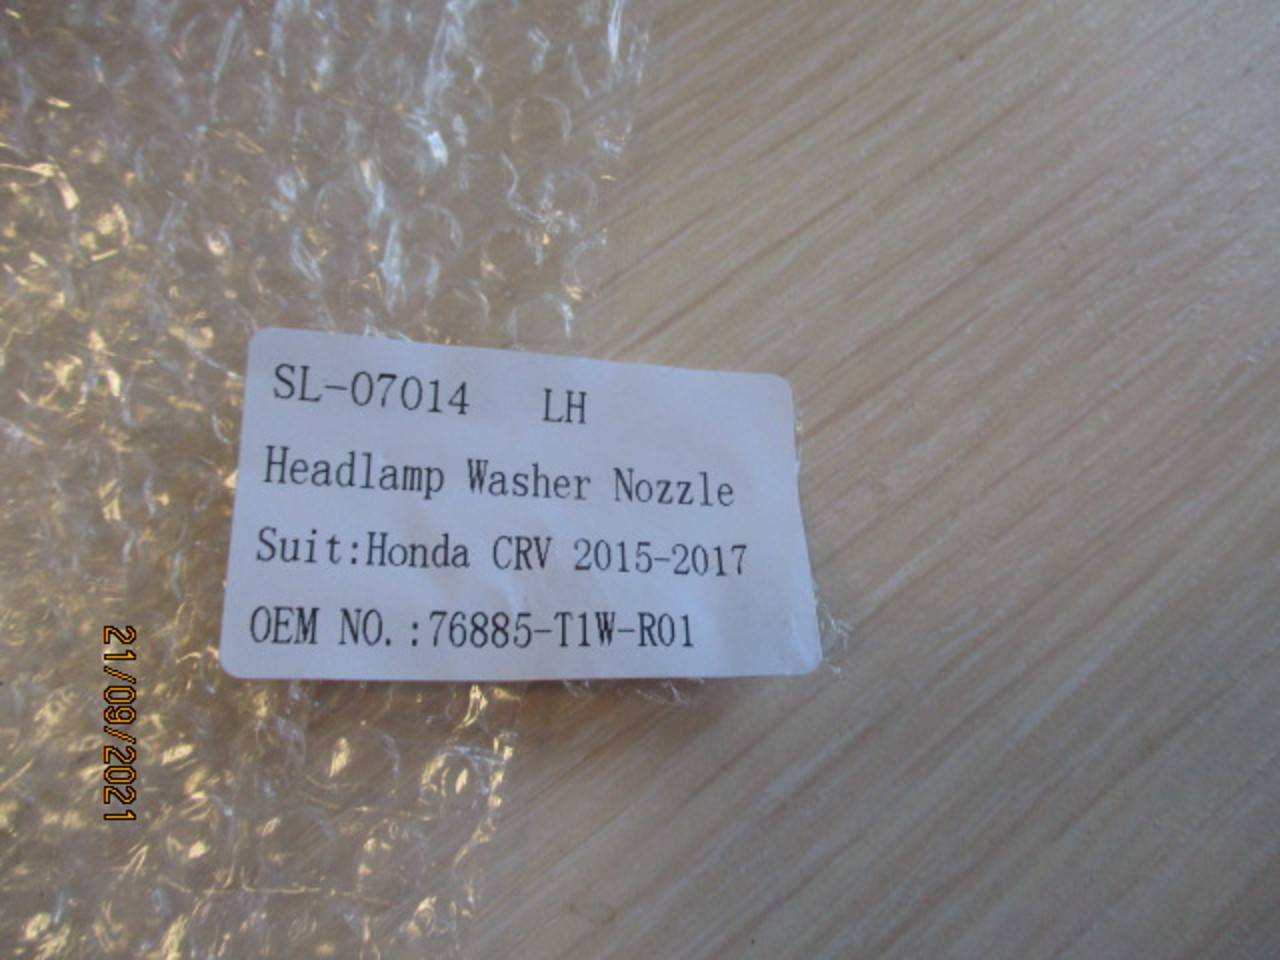 SL-07014 LH
Headlamp Washer Nozzle
Suit:Honda CRV 2015-2017
OEM NO.:76885-T1W-R01
21/09/2021